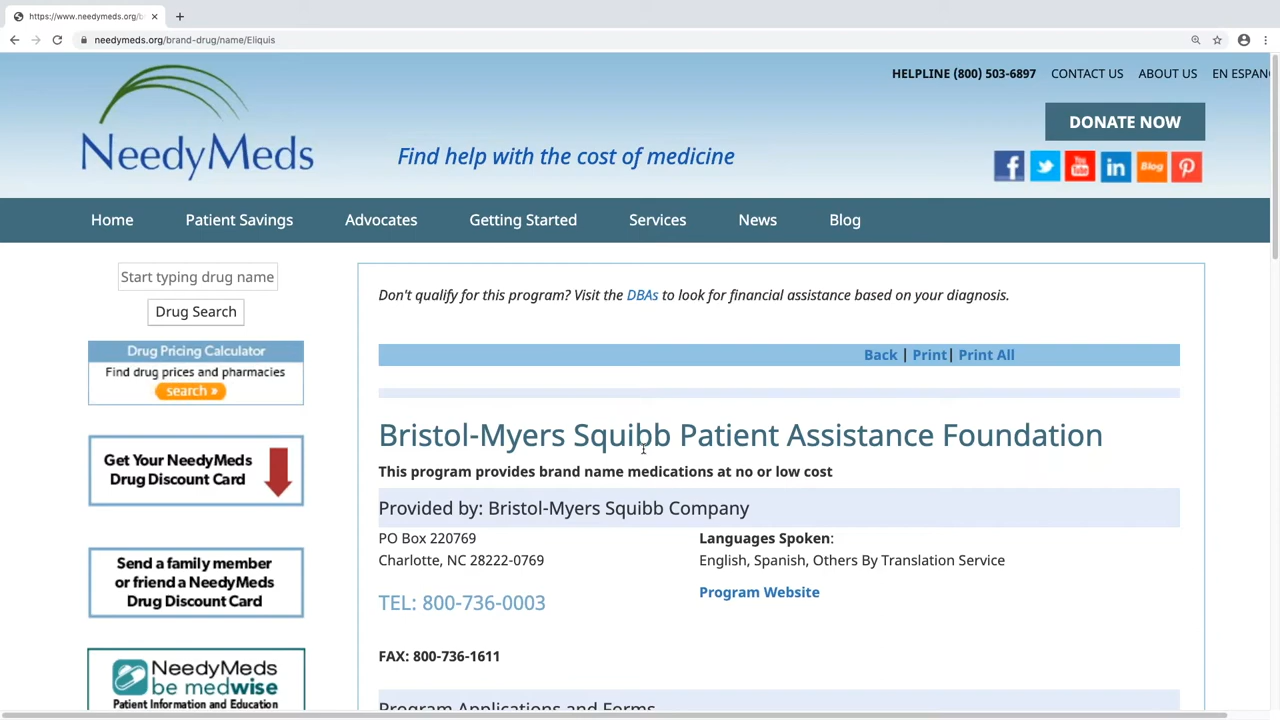 https://www.needymeds.org/b
needymeds.org/brand-drug/name/Eliquis
HELPLINE (800) 503-6897 CONTACT US ABOUT US EN ESPAN
DONATE NOW
NeedyMeds
Find help with the cost of medicine
Blog
Home Patient Savings Advocates Getting Started Services News Blog
Start typing drug name
Drug Search
Drug Pricing Calculator
Find drug prices and pharmacies
search »
Get Your NeedyMeds
Drug Discount Card
Send a family member
or friend a NeedyMeds
Drug Discount Card
NeedyMeds
be medwise
Patient Information and Education
Don't qualify for this program? Visit the DBAs to look for financial assistance based on your diagnosis.
Back | Print| Print All
Bristol-Myers Squibb Patient Assistance Foundation
This program provides brand name medications at no or low cost
Provided by: Bristol-Myers Squibb Company
PO Box 220769
Charlotte, NC 28222-0769
TEL: 800-736-0003
FAX: 800-736-1611
Languages Spoken:
English, Spanish, Others By Translation Service
Program Website
Program Applications and Forms